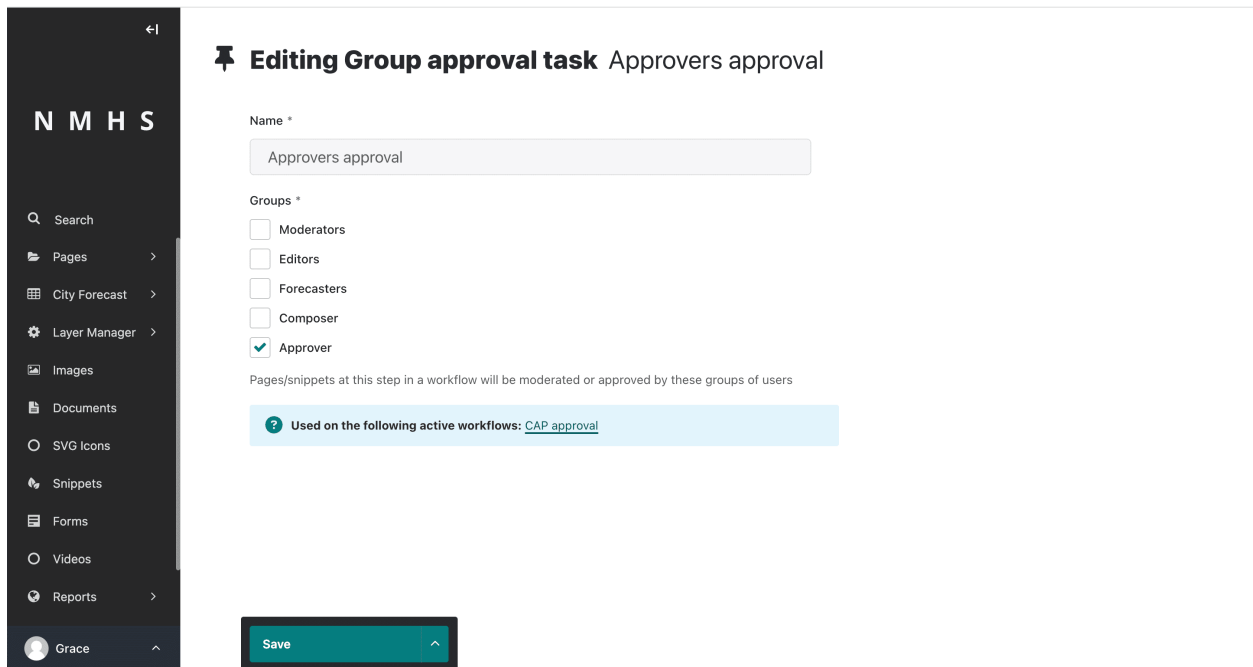 NMHS
Search
Pages
City Forecast
Layer Manager
Images
Documents
SVG Icons
Snippets
Forms
Videos
Reports
Grace
Editing Group approval task Approvers approval
Name *
Approvers approval
Groups *
Moderators
Editors
Forecasters
Composer
Approver
Pages/snippets at this step in a workflow will be moderated or approved by these groups of users
? Used on the following active workflows: CAP approval
Save